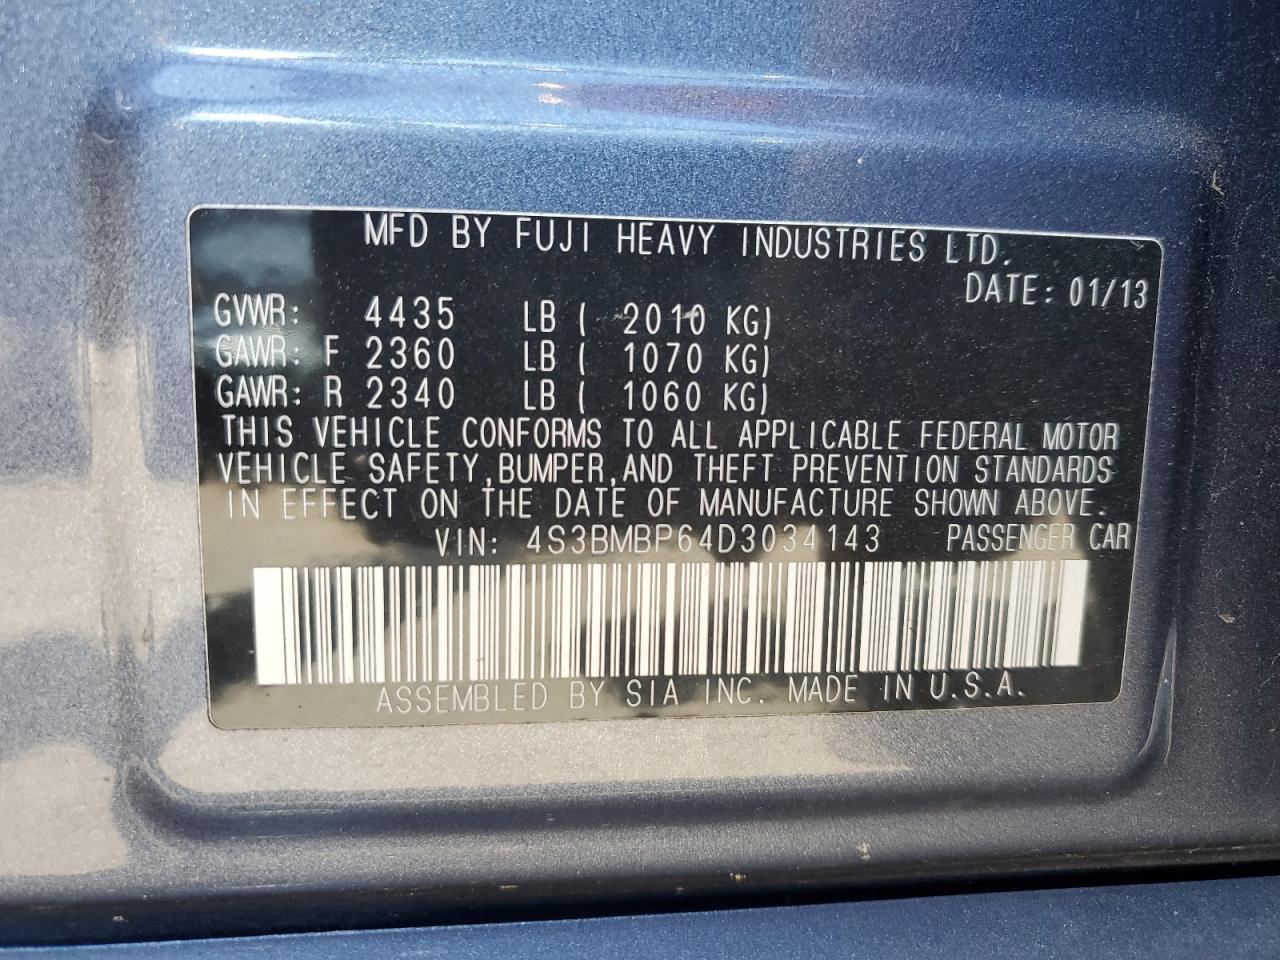 MFD BY FUJI HEAVY INDUSTRIES LTD.
DATE: 01/13
GVWR: 4435 LB ( 2010 KG)
GAWR: F 2360 LB ( 1070 KG)
GAWR: R 2340 LB ( 1060 KG)
THIS VEHICLE CONFORMS TO ALL APPLICABLE FEDERAL MOTOR
VEHICLE SAFETY, BUMPER, AND THEFT PREVENTION STANDARDS
IN EFFECT ON THE DATE OF MANUFACTURE SHOWN ABOVE.
VIN: 4S3BMBP64D3034143 PASSENGER CAR
ASSEMBLED BY SIA INC. MADE IN U.S.A.